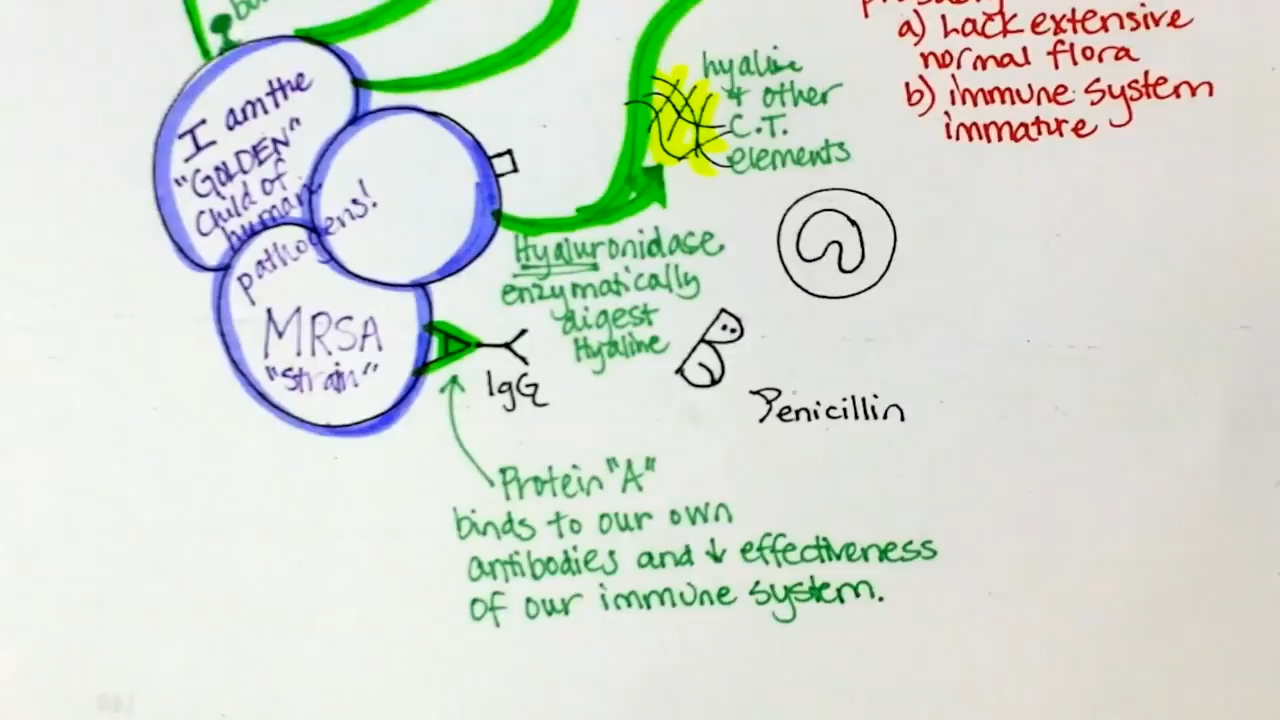 a) Lack extensive
normal flora
b) immune system
immature
hyaline
+ other
C.T.
elements
I am the
"GOLDEN"
Child of
human
pathogens!
MRSA
"strain"
Hyaluronidase
enzymatically
digest
Hyaline
IgG
Penicillin
Protein "A"
binds to our own
antibodies and ↓ effectiveness
of our immune system.